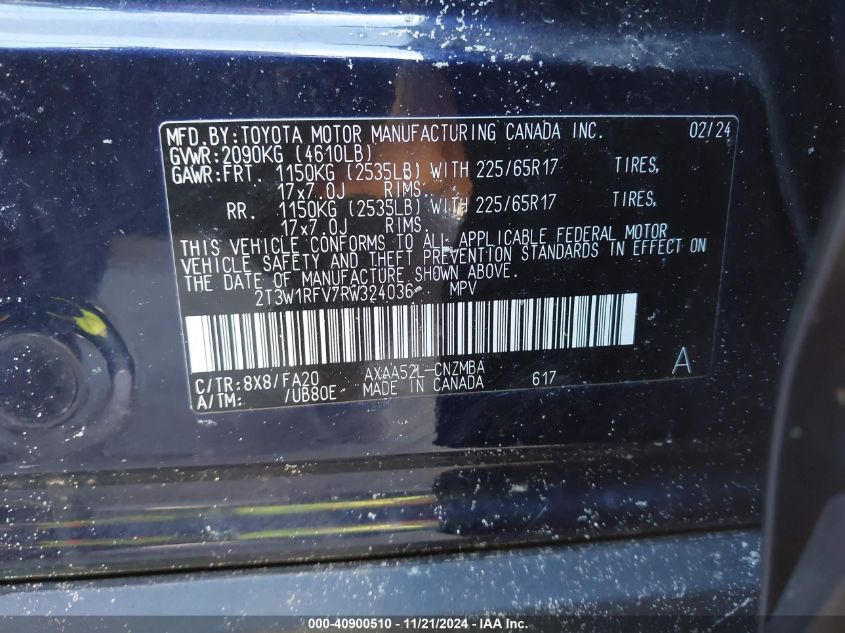 MFD.BY:TOYOTA MOTOR MANUFACTURING CANADA INC. 02/24
GVWR:2090KG (4610LB)
GAWR:FRT. 1150KG (2535LB) WITH 225/65R17 TIRES,
17x7.0J RIMS,
RR. 1150KG (2535LB) WITH 225/65R17 TIRES,
17x7.0J RIMS.
THIS VEHICLE CONFORMS TO ALL APPLICABLE FEDERAL MOTOR
VEHICLE SAFETY AND THEFT PREVENTION STANDARDS IN EFFECT ON
THE DATE OF MANUFACTURE SHOWN ABOVE.
2T3W1RFV7RW324036 MPV
C/TR:8X8/FA20 AXAA52L-CNZMBA A
A/TM: /UB80E MADE IN CANADA 617
000-40900510 - 11/21/2024 - IAA Inc.